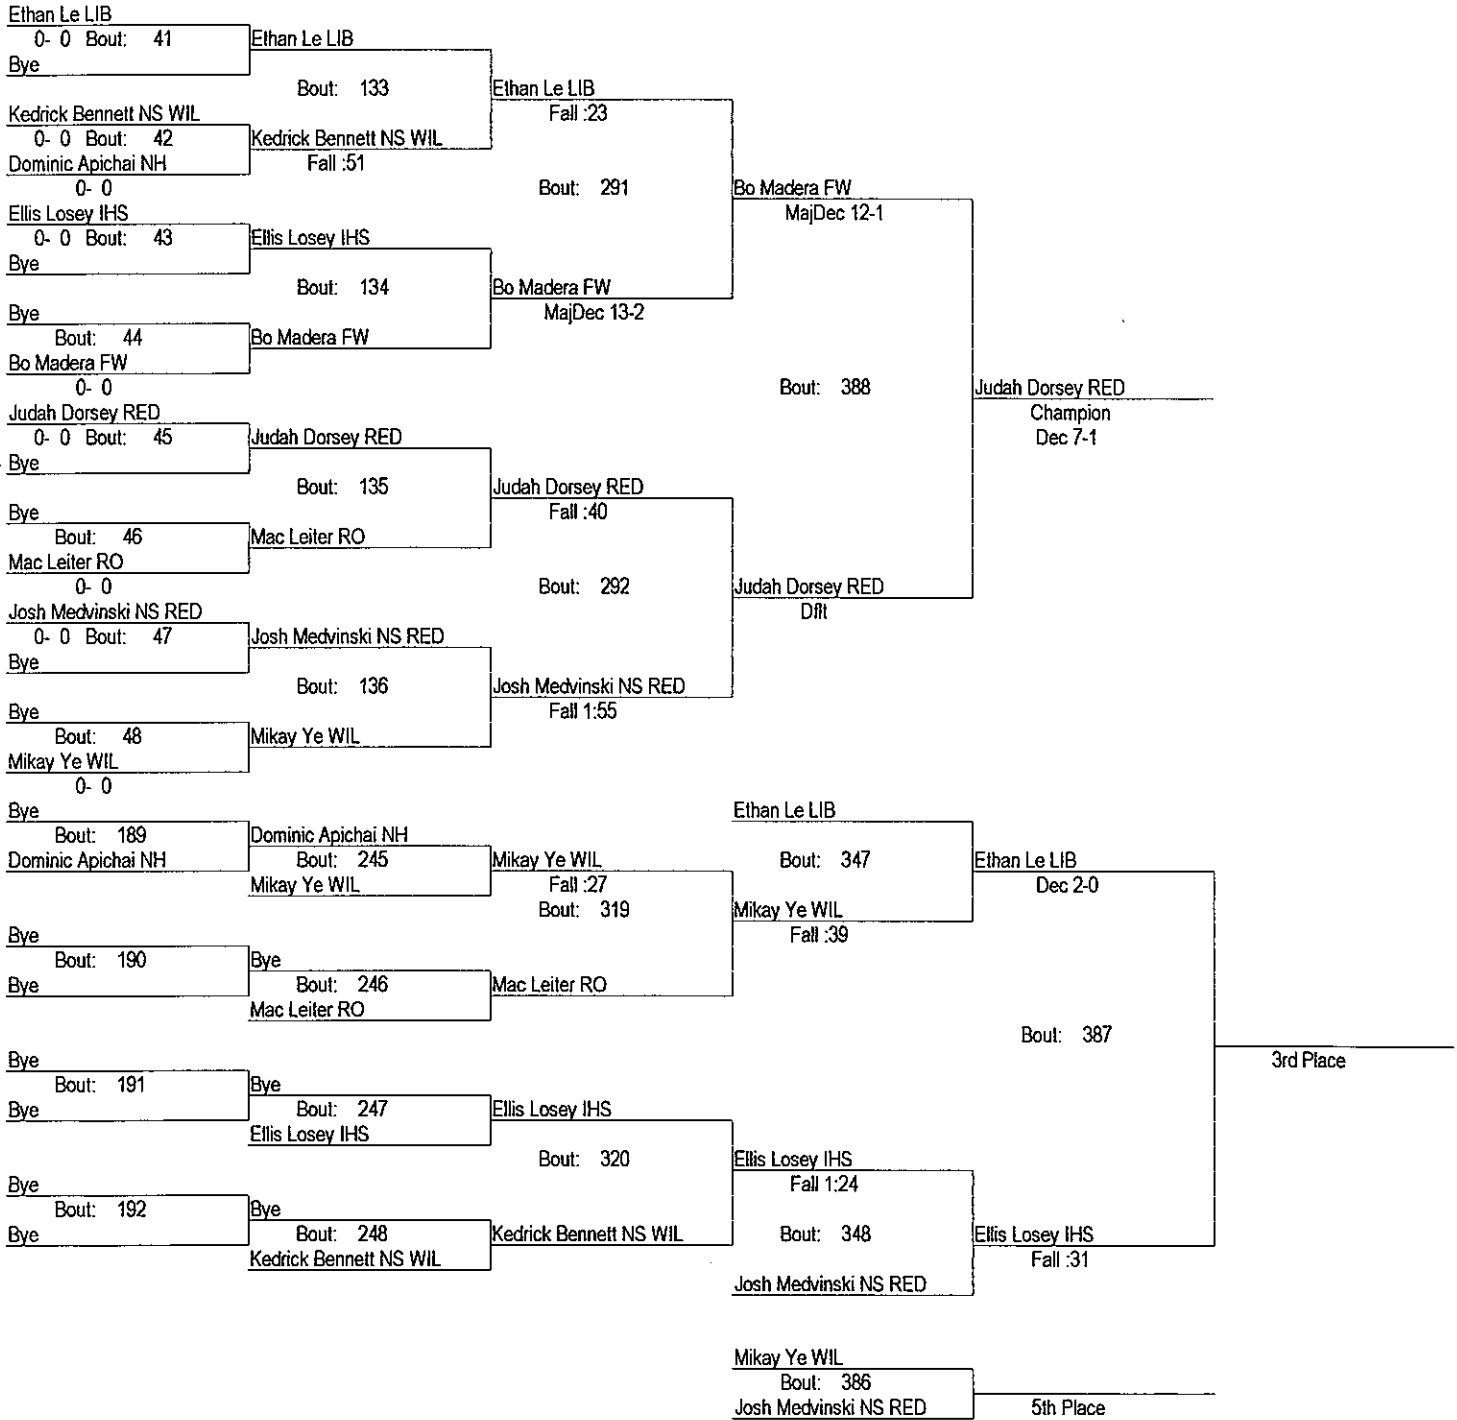 Ethan Le LIB
0- 0 Bout: 41
Ethan Le LIB
Bye
Bout: 133
Ethan Le LIB
Fall :23
Kedrick Bennett NS WIL
0- 0 Bout: 42
Kedrick Bennett NS WIL
Fall :51
Dominic Apichai NH
0- 0
Bout: 291
Bo Madera FW
MajDec 12-1
Ellis Losey IHS
0- 0 Bout: 43
Ellis Losey IHS
Bye
Bout: 134
Bo Madera FW
MajDec 13-2
Bye
Bout: 44
Bo Madera FW
Bo Madera FW
0- 0
Bout: 388
Judah Dorsey RED
Champion
Dec 7-1
Judah Dorsey RED
0- 0 Bout: 45
Judah Dorsey RED
Bye
Bout: 135
Judah Dorsey RED
Fall :40
Bye
Bout: 46
Mac Leiter RO
Mac Leiter RO
0- 0
Bout: 292
Judah Dorsey RED
Dflt
Josh Medvinski NS RED
0- 0 Bout: 47
Josh Medvinski NS RED
Bye
Bout: 136
Josh Medvinski NS RED
Fall 1:55
Bye
Bout: 48
Mikay Ye WIL
Mikay Ye WIL
0- 0
Bye
Bout: 189
Dominic Apichai NH
Dominic Apichai NH
Bout: 245
Mikay Ye WIL
Mikay Ye WIL
Fall :27
Bout: 319
Ethan Le LIB
Bout: 347
Ethan Le LIB
Dec 2-0
Mikay Ye WIL
Fall :39
Bye
Bout: 190
Bye
Bye
Bout: 246
Mac Leiter RO
Mac Leiter RO
Bout: 387
3rd Place
Bye
Bout: 191
Bye
Bye
Bout: 247
Ellis Losey IHS
Ellis Losey IHS
Bout: 320
Ellis Losey IHS
Fall 1:24
Bye
Bout: 192
Bye
Bye
Bout: 248
Kedrick Bennett NS WIL
Kedrick Bennett NS WIL
Bout: 348
Ellis Losey IHS
Fall :31
Josh Medvinski NS RED
Mikay Ye WIL
Bout: 386
Josh Medvinski NS RED
5th Place